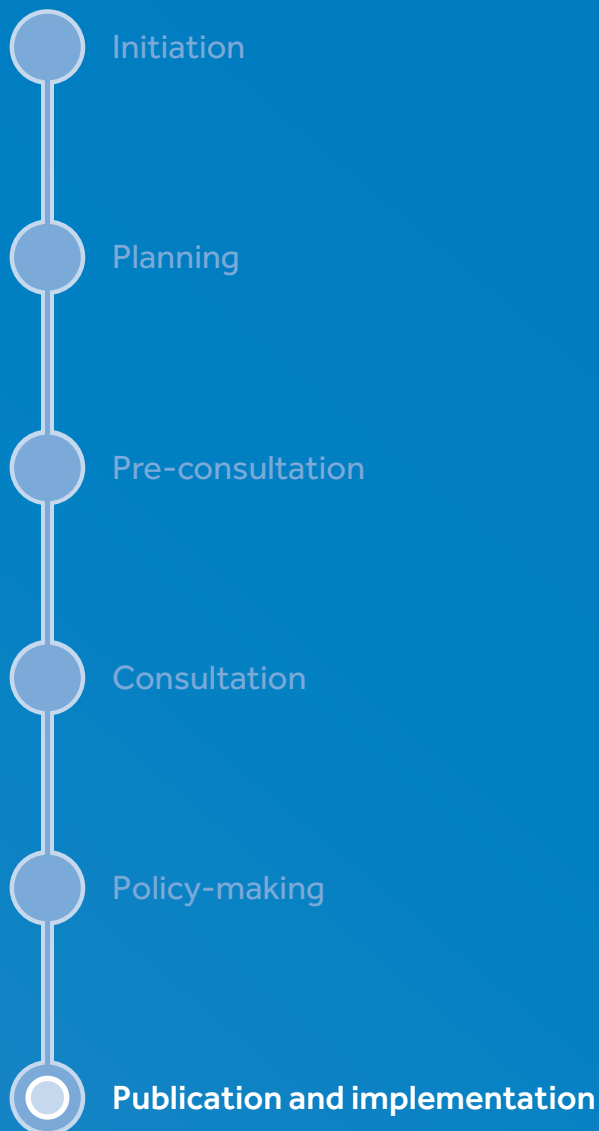 Initiation
Planning
Pre-consultation
Consultation
Policy-making
Publication and implementation